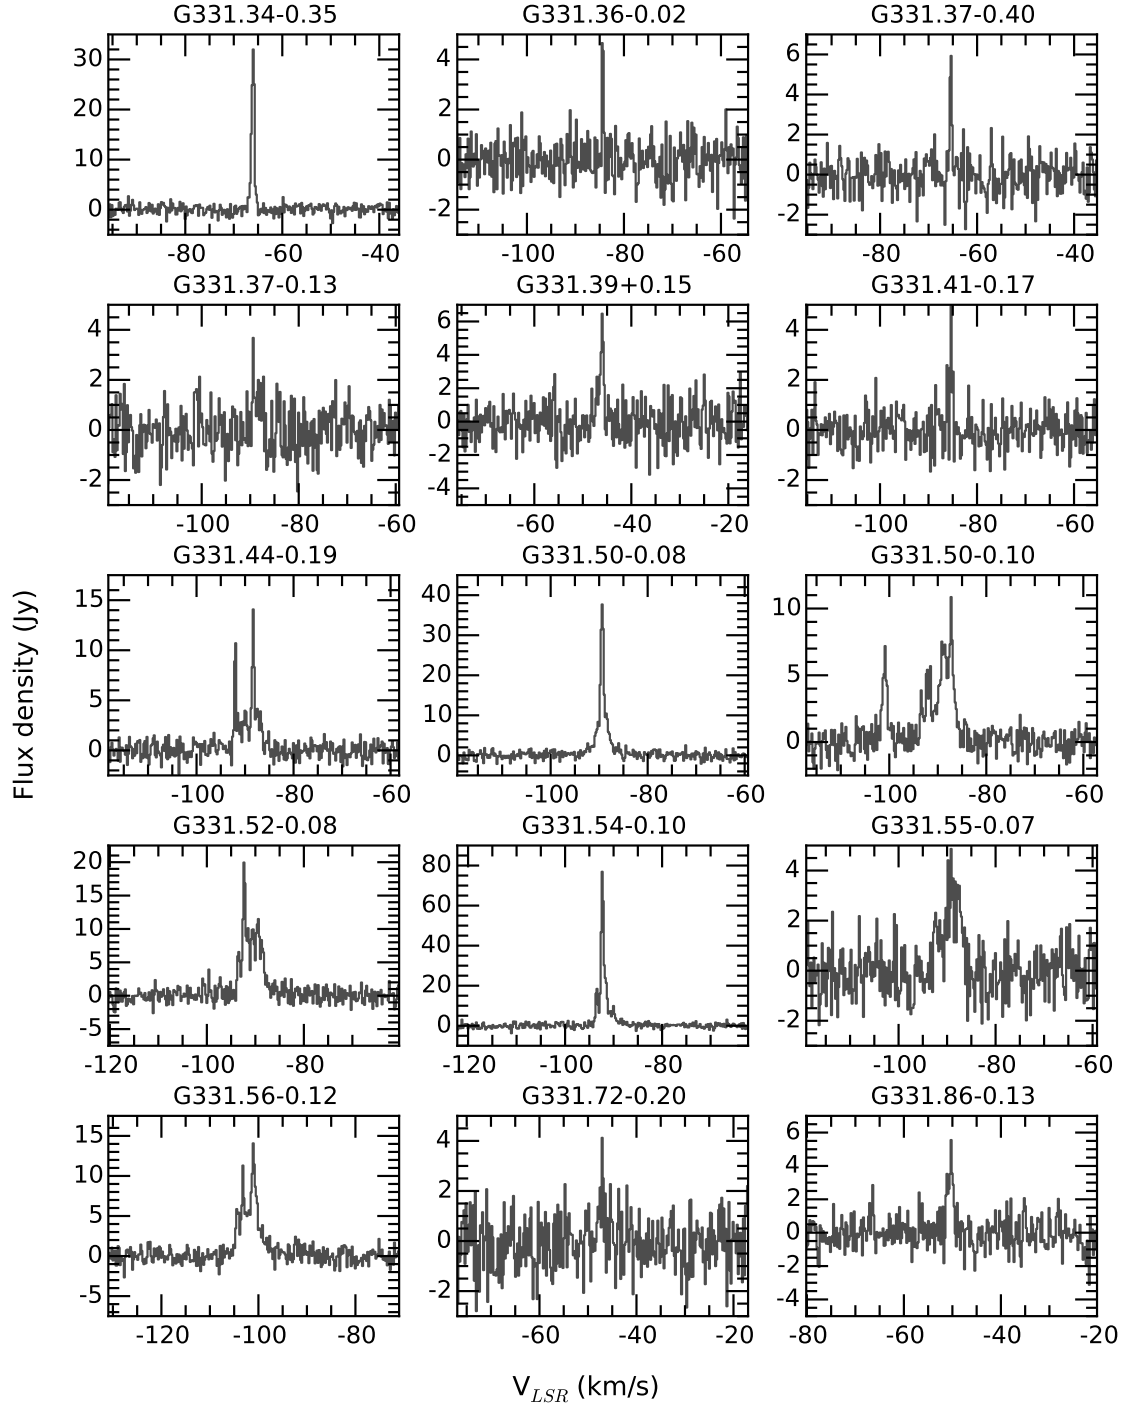 G331.34-0.35 G331.36-0.02 G331.37-0.40
30 20 10 0
4 2 0 -2
6 4 2 0 -2
-80 -60 -40
-100 -80 -60
-80 -60 -40
G331.37-0.13 G331.39+0.15 G331.41-0.17
4 2 0 -2
6 4 2 0 -2 -4
4 2 0 -2
-100 -80 -60
-60 -40 -20
-100 -80 -60
G331.44-0.19 G331.50-0.08 G331.50-0.10
15 10 5 0
40 30 20 10 0
10 5 0
-100 -80 -60
-100 -80 -60
-100 -80 -60
Flux density (Jy)
G331.52-0.08 G331.54-0.10 G331.55-0.07
20 15 10 5 0 -5
80 60 40 20 0
4 2 0 -2
-120 -100 -80
-120 -100 -80
-100 -80 -60
G331.56-0.12 G331.72-0.20 G331.86-0.13
15 10 5 0 -5
4 2 0 -2
6 4 2 0 -2 -4
-120 -100 -80
-60 -40 -20
-80 -60 -40 -20
V_LSR (km/s)